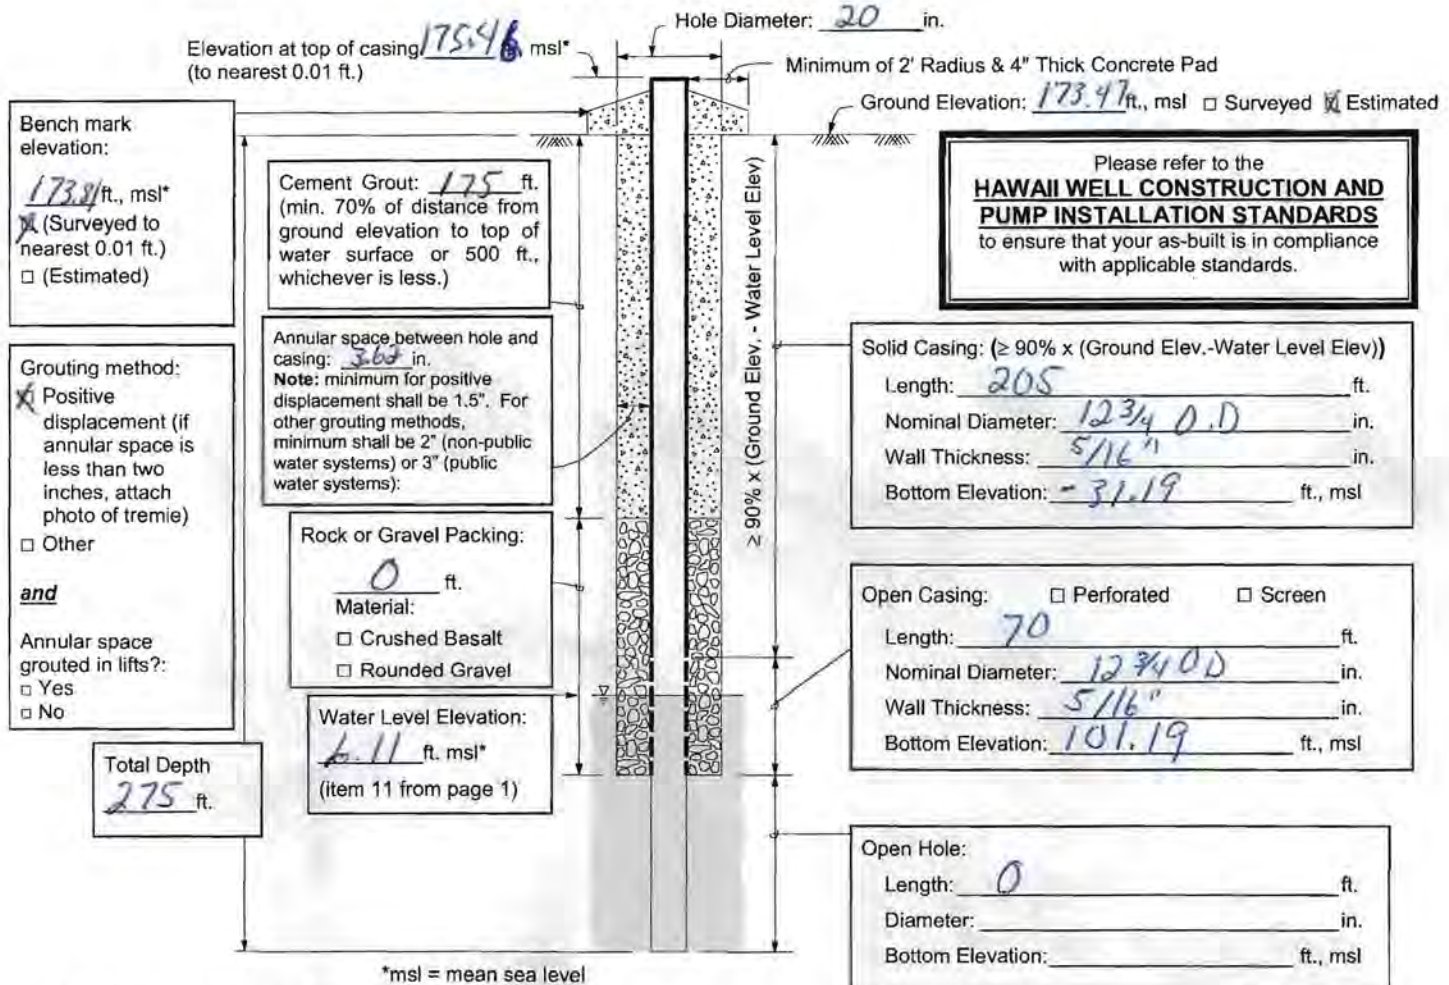 Hole Diameter: 20 in.
Elevation at top of casing 175.46 msl*
(to nearest 0.01 ft.)
Minimum of 2' Radius & 4" Thick Concrete Pad
Ground Elevation: 173.47 ft., msl □ Surveyed ☒ Estimated
Bench mark
elevation:
173.81 ft., msl*
☒ (Surveyed to
nearest 0.01 ft.)
□ (Estimated)
Cement Grout: 175 ft.
(min. 70% of distance from
ground elevation to top of
water surface or 500 ft.,
whichever is less.)
Please refer to the
HAWAII WELL CONSTRUCTION AND
PUMP INSTALLATION STANDARDS
to ensure that your as-built is in compliance
with applicable standards.
Grouting method:
☒ Positive
displacement (if
annular space is
less than two
inches, attach
photo of tremie)
□ Other
and
Annular space
grouted in lifts?:
□ Yes
□ No
Annular space between hole and
casing: 3.62 in.
Note: minimum for positive
displacement shall be 1.5". For
other grouting methods,
minimum shall be 2" (non-public
water systems) or 3" (public
water systems):
≥ 90% x (Ground Elev. - Water Level Elev)
Solid Casing: (≥ 90% x (Ground Elev.-Water Level Elev))
Length: 205 ft.
Nominal Diameter: 12 3/4 O.D in.
Wall Thickness: 5/16" in.
Bottom Elevation: -31.19 ft., msl
Rock or Gravel Packing:
0 ft.
Material:
□ Crushed Basalt
□ Rounded Gravel
Open Casing: □ Perforated □ Screen
Length: 70 ft.
Nominal Diameter: 12 3/4 OD in.
Wall Thickness: 5/16" in.
Bottom Elevation: 101.19 ft., msl
Water Level Elevation:
6.11 ft. msl*
(item 11 from page 1)
Total Depth
275 ft.
Open Hole:
Length: 0 ft.
Diameter: in.
Bottom Elevation: ft., msl
*msl = mean sea level